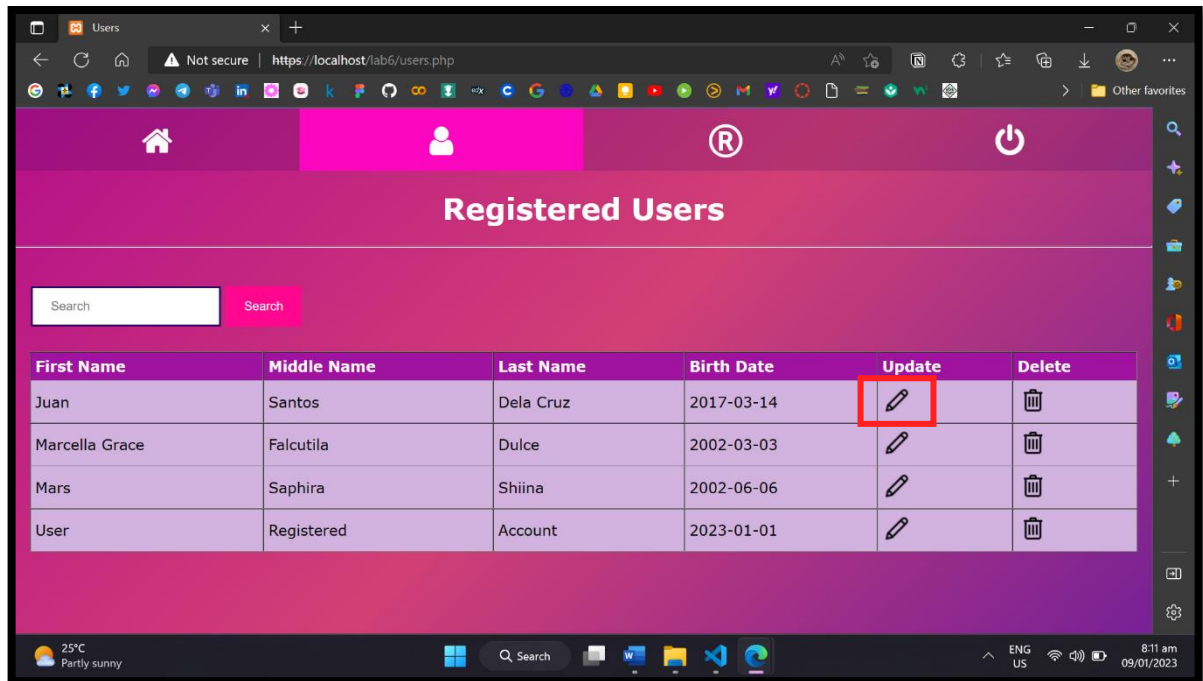 Users
Not secure | https://localhost/lab6/users.php
Other favorites
Registered Users
Search Search
First Name Middle Name Last Name Birth Date Update Delete
Juan Santos Dela Cruz 2017-03-14
Marcella Grace Falcutila Dulce 2002-03-03
Mars Saphira Shiina 2002-06-06
User Registered Account 2023-01-01
25°C
Partly sunny
Search
ENG
US
8:11 am
09/01/2023